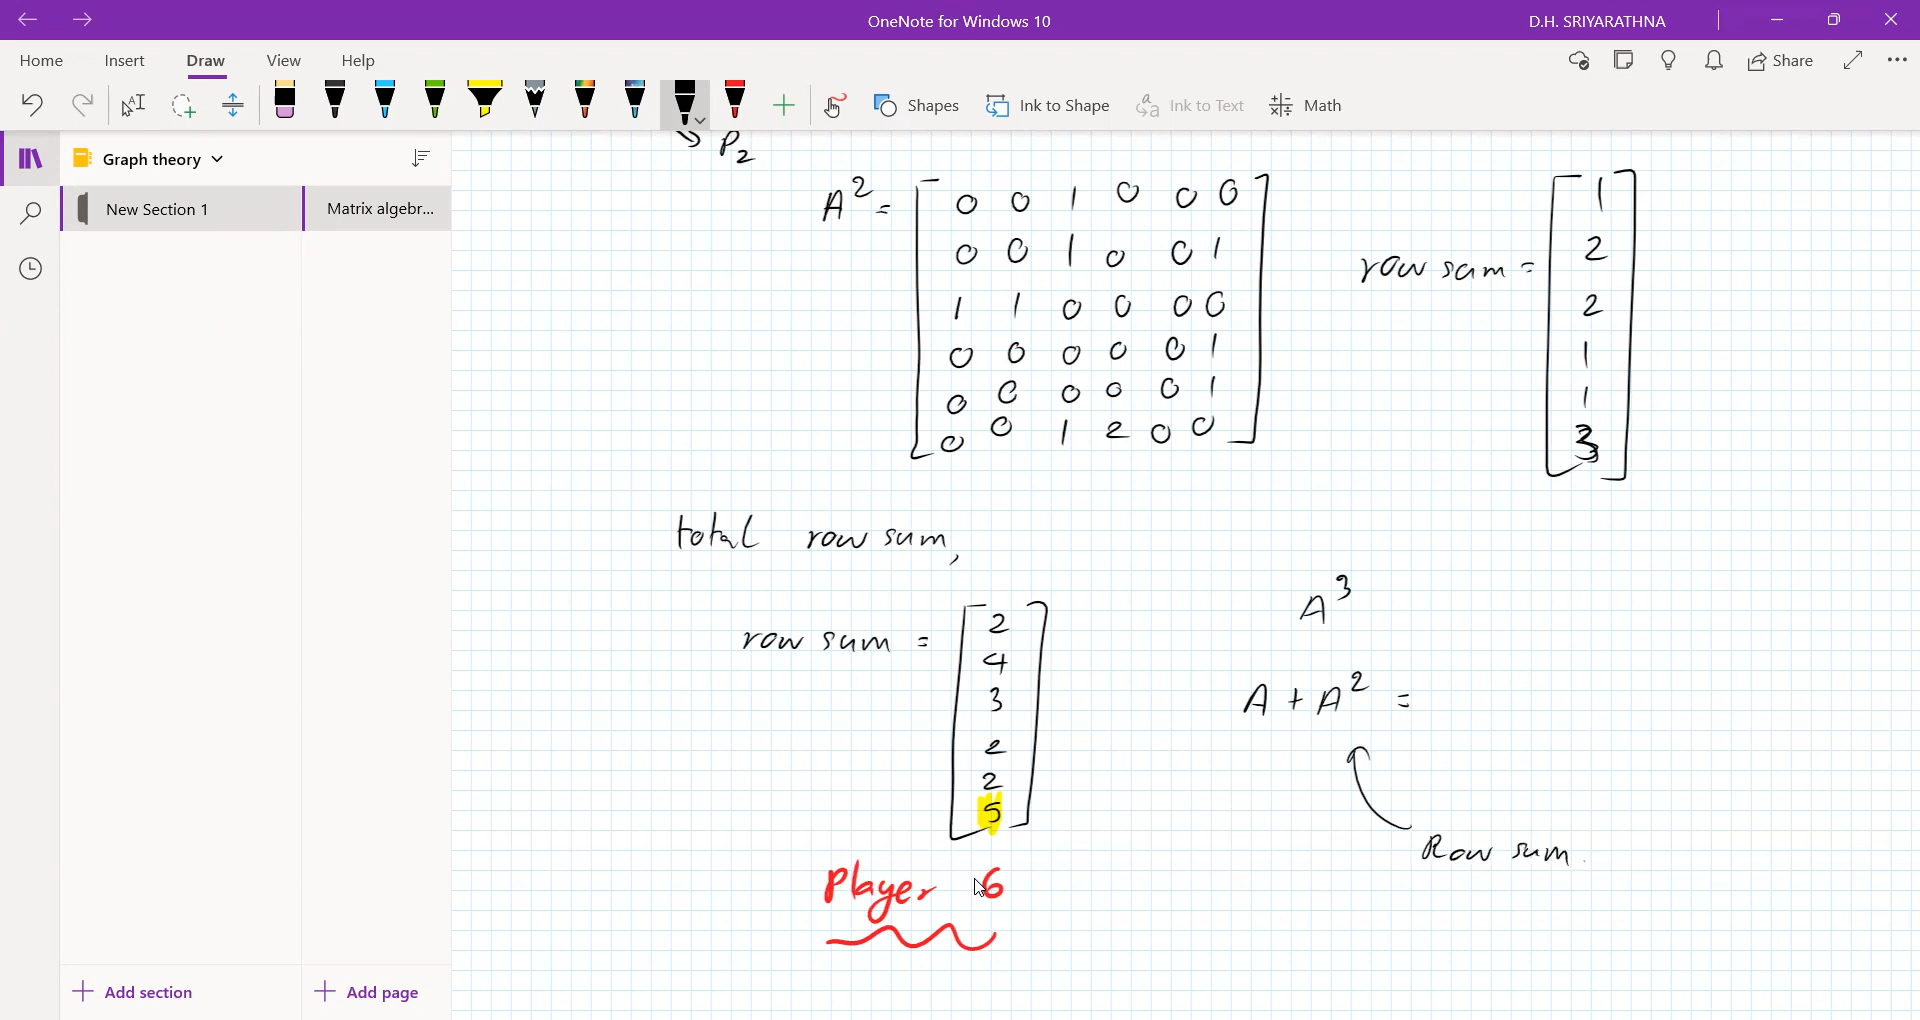 OneNote for Windows 10
D.H. SRIYARATHNA
Home Insert Draw View Help
Share
Shapes Ink to Shape Ink to Text Math
Graph theory
New Section 1
Matrix algebr...
P2
A² =
0 0 1 0 0 0
0 0 1 0 0 1
1 1 0 0 0 0
0 0 0 0 0 1
0 0 0 0 0 1
0 0 1 2 0 0
row sum =
1
2
2
1
1
3
total row sum,
row sum =
2
4
3
2
2
5
A³
A + A² =
Row sum
Player 6
Add section
Add page